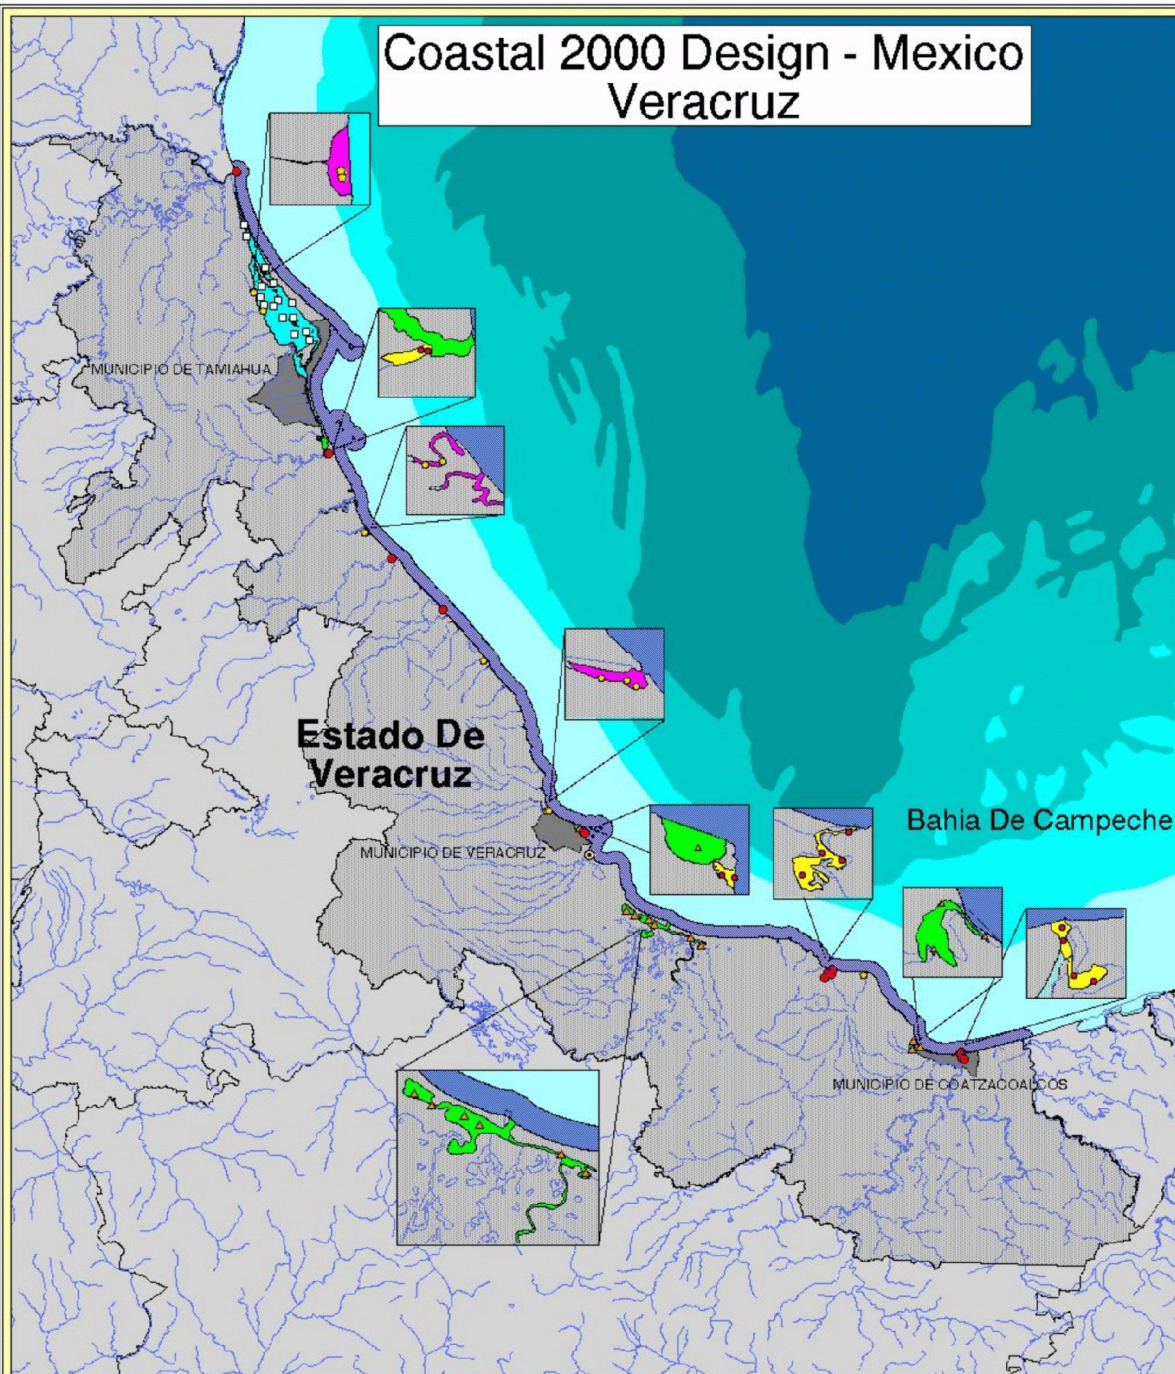 Coastal 2000 Design - Mexico
Veracruz
MUNICIPIO DE TAMIAHUA
Estado De
Veracruz
Bahia De Campeche
MUNICIPIO DE VERACRUZ
MUNICIPIO DE COATZACOALCOS